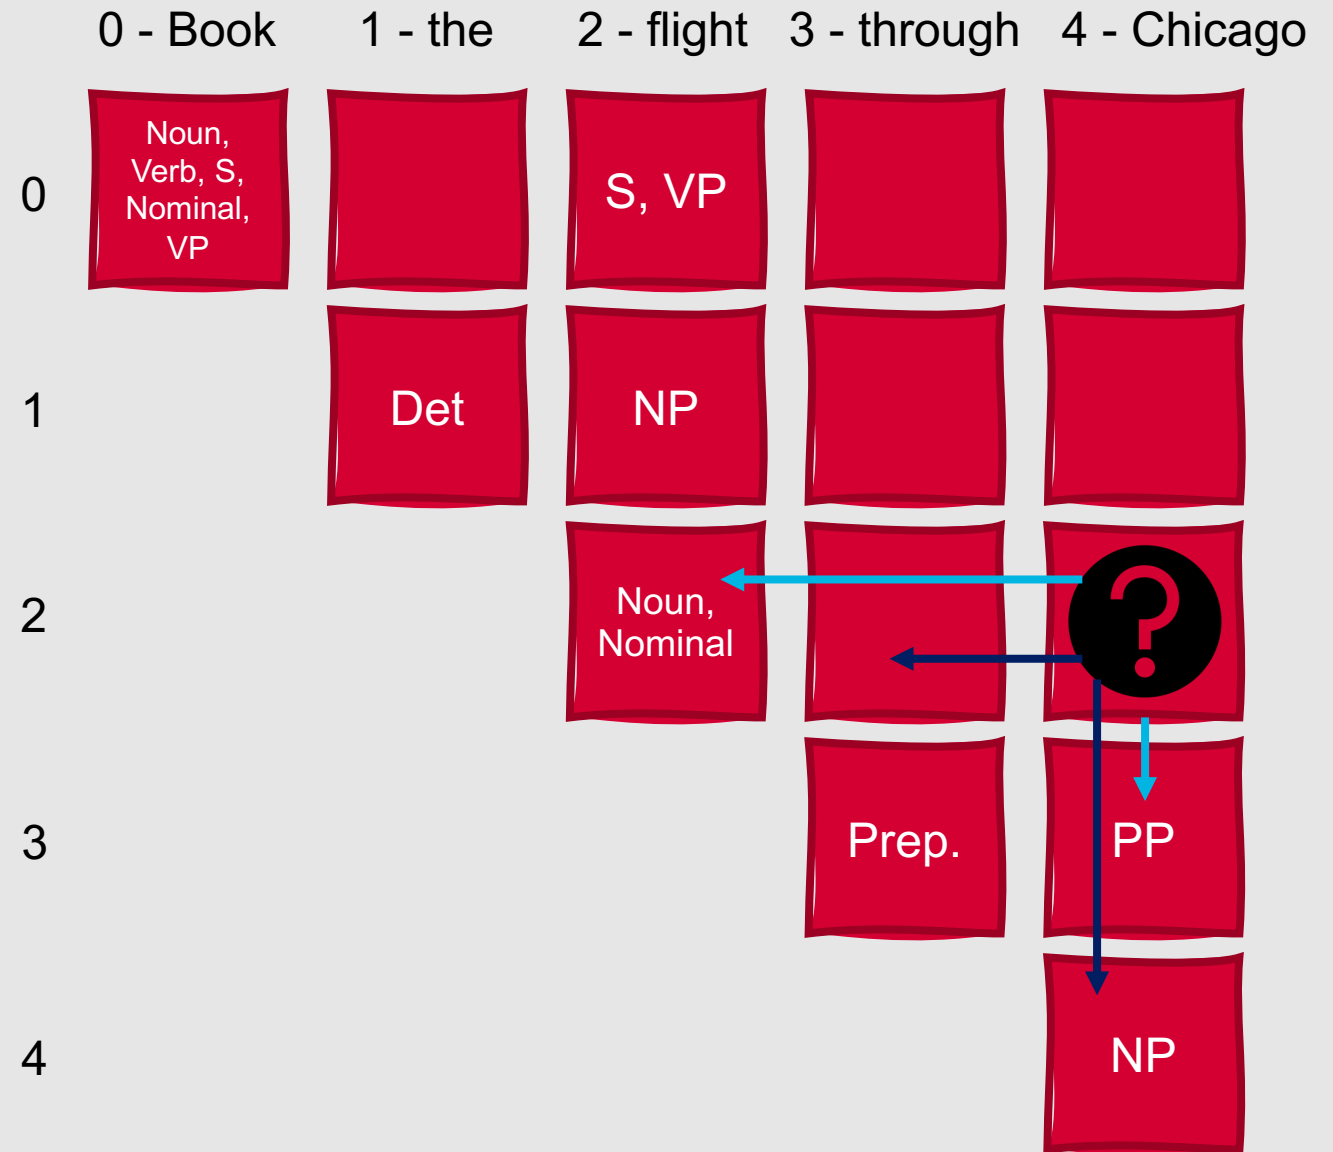 0 - Book 1 - the 2 - flight 3 - through 4 - Chicago
0
Noun,
Verb, S,
Nominal,
VP
S, VP
1
Det
NP
2
Noun,
Nominal
?
3
Prep.
PP
4
NP